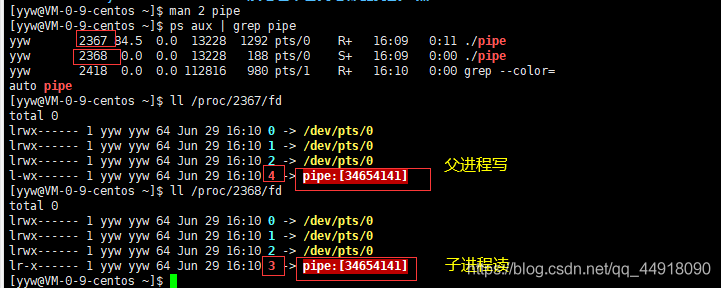 [yyw@VM-0-9-centos ~]$ man 2 pipe
[yyw@VM-0-9-centos ~]$ ps aux | grep pipe
yyw 2367 84.5 0.0 13228 1292 pts/0 R+ 16:09 0:11 ./pipe
yyw 2368 0.0 0.0 13228 188 pts/0 S+ 16:09 0:00 ./pipe
yyw 2418 0.0 0.0 112816 980 pts/1 R+ 16:10 0:00 grep --color=
auto pipe
[yyw@VM-0-9-centos ~]$ ll /proc/2367/fd
total 0
lrwx------ 1 yyw yyw 64 Jun 29 16:10 0 -> /dev/pts/0
lrwx------ 1 yyw yyw 64 Jun 29 16:10 1 -> /dev/pts/0
lrwx------ 1 yyw yyw 64 Jun 29 16:10 2 -> /dev/pts/0
l-wx------ 1 yyw yyw 64 Jun 29 16:10 4 -> pipe:[34654141]
父进程写
[yyw@VM-0-9-centos ~]$ ll /proc/2368/fd
total 0
lrwx------ 1 yyw yyw 64 Jun 29 16:10 0 -> /dev/pts/0
lrwx------ 1 yyw yyw 64 Jun 29 16:10 1 -> /dev/pts/0
lrwx------ 1 yyw yyw 64 Jun 29 16:10 2 -> /dev/pts/0
lr-x------ 1 yyw yyw 64 Jun 29 16:10 3 -> pipe:[34654141]
子进程读
https://blog.csdn.net/qq_44918090
[yyw@VM-0-9-centos ~]$